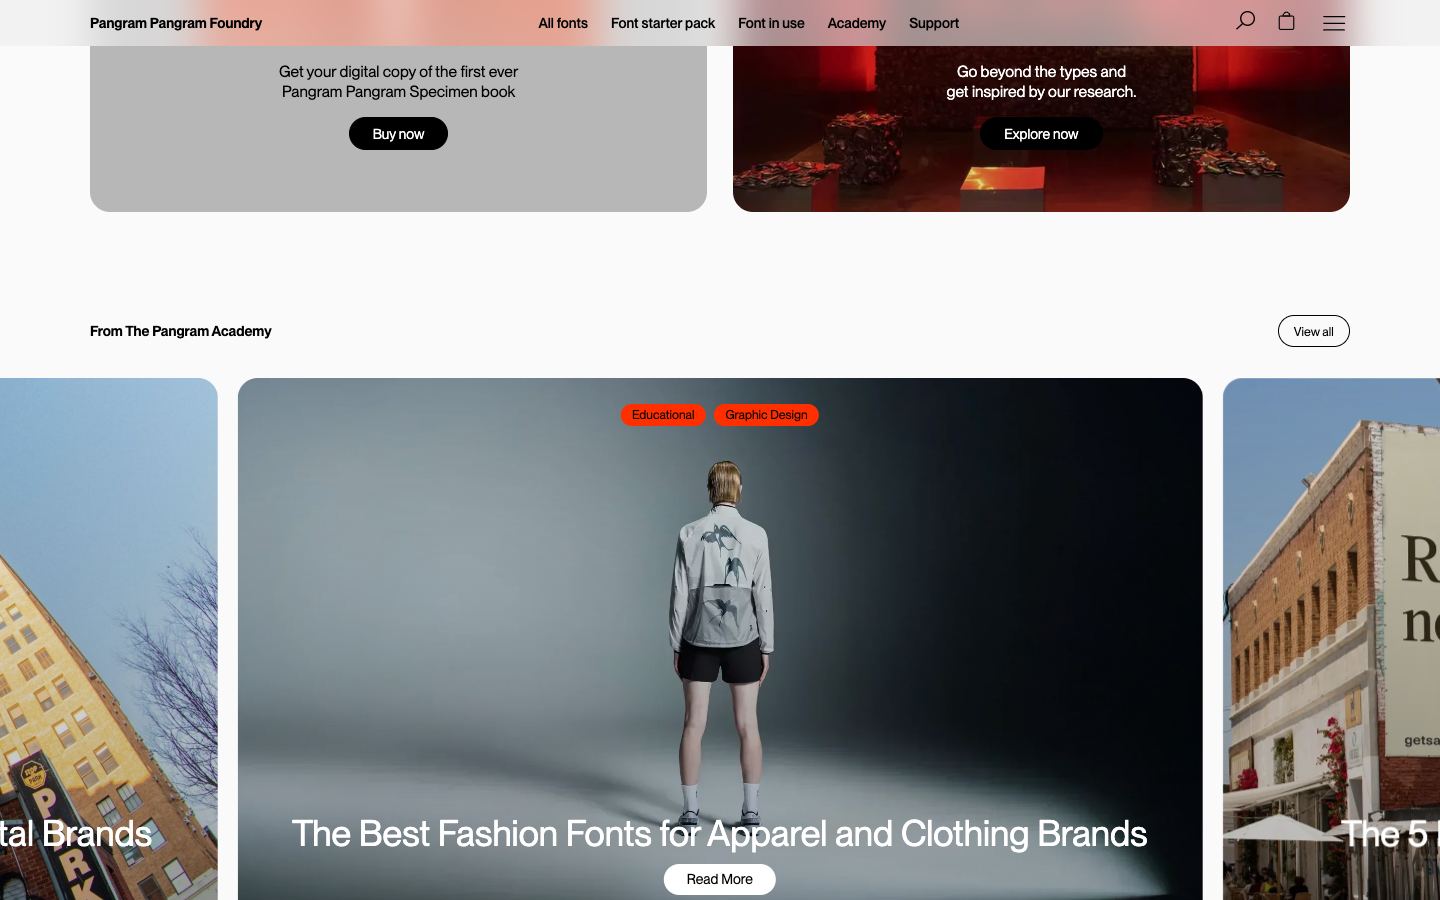 Pangram Pangram Foundry
All fonts
Font starter pack
Font in use
Academy
Support
Get your digital copy of the first ever
Pangram Pangram Specimen book
Buy now
Go beyond the types and
get inspired by our research.
Explore now
From The Pangram Academy
View all
Educational
Graphic Design
PARK
tal Brands
The Best Fashion Fonts for Apparel and Clothing Brands
Read More
R
ne
getsa
The 5